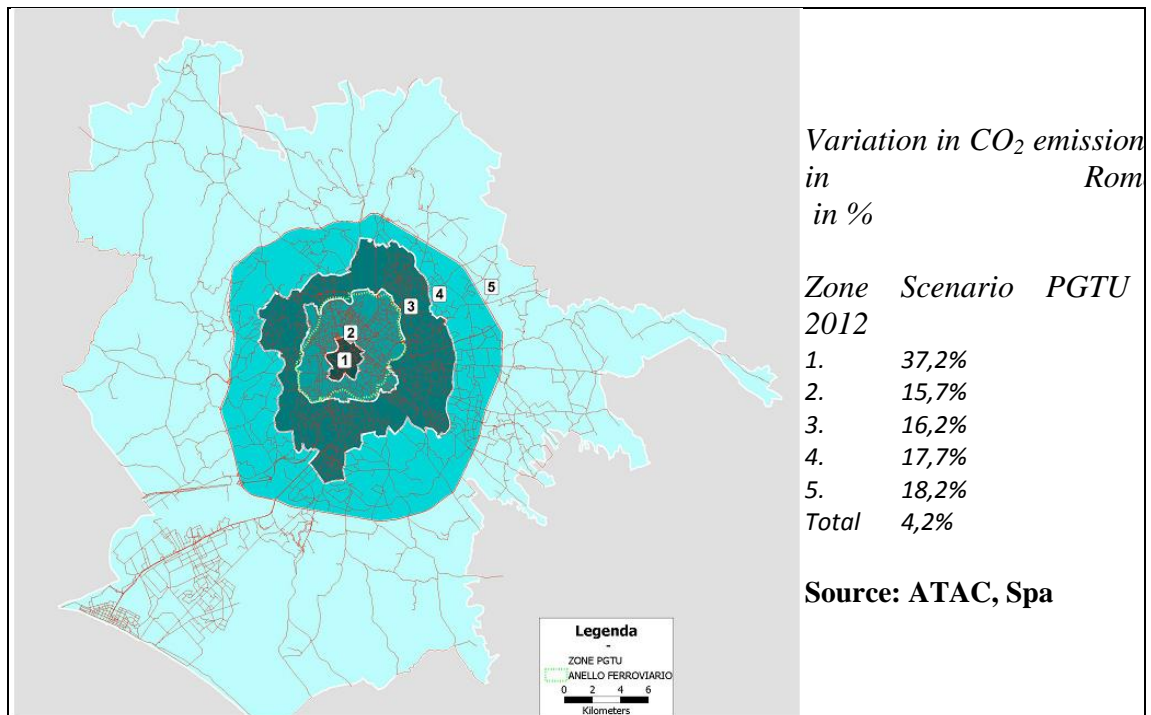 5
4
3
2
1
Legenda
-
ZONE PGTU
ANELLO FERROVIARIO
0 2 4 6
Kilometers
Variation in CO2 emission
in Rom
in %
Zone Scenario PGTU
2012
1. 37,2%
2. 15,7%
3. 16,2%
4. 17,7%
5. 18,2%
Total 4,2%
Source: ATAC, Spa